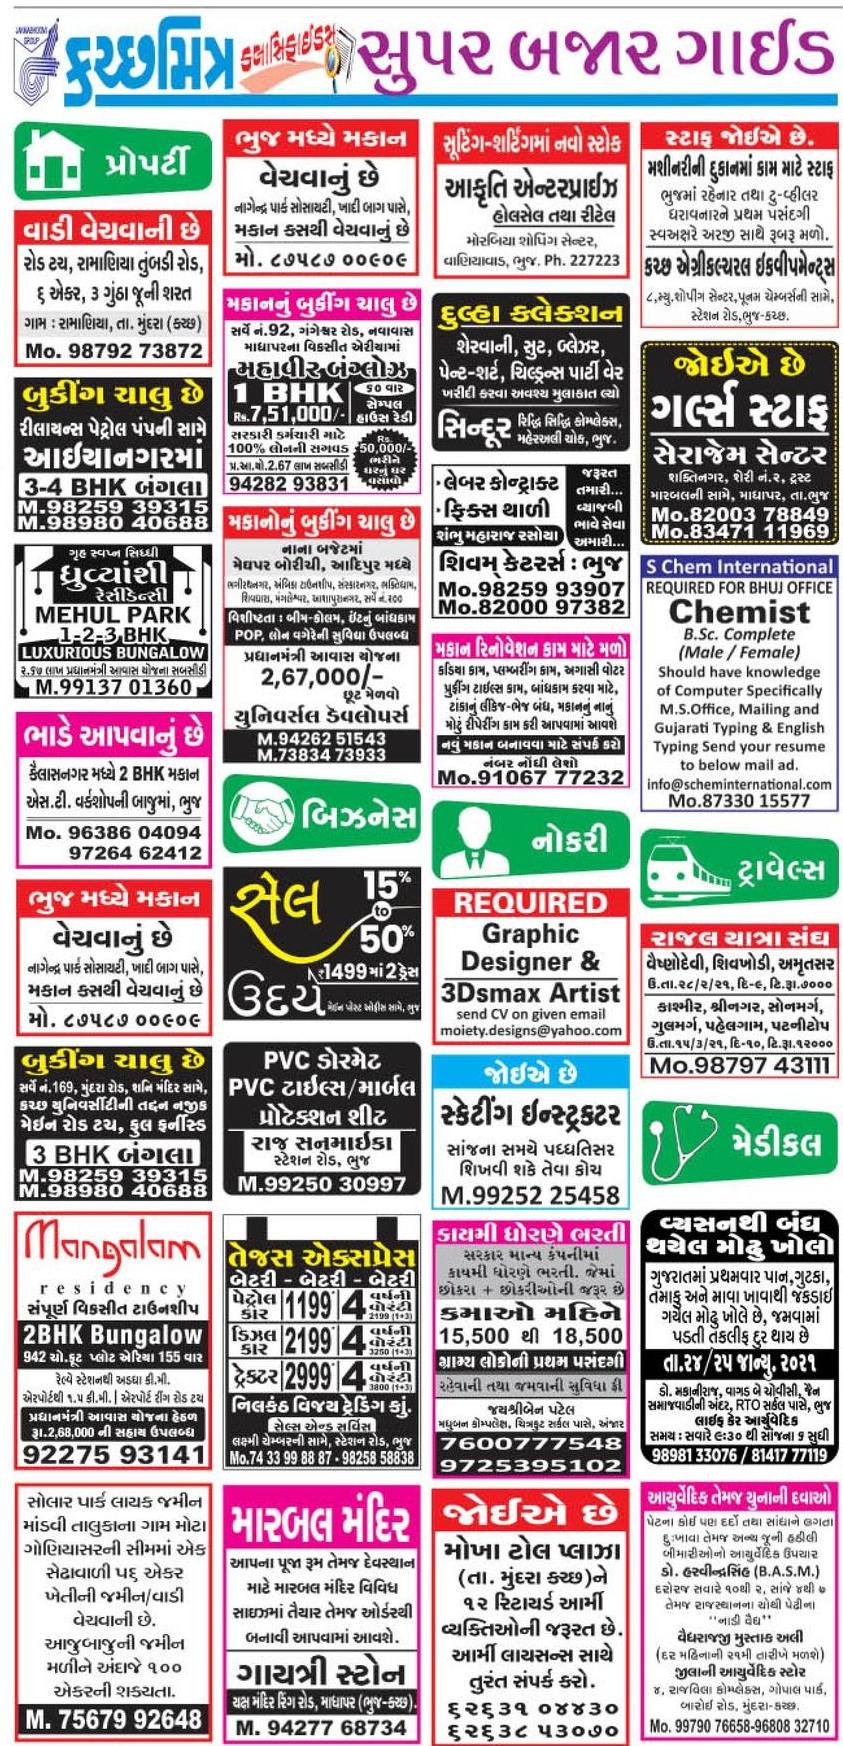 JANMABHOOMI GROUP
કચ્છમિત્ર ક્લાસિફાઇડ્સ સુપર બજાર ગાઈડ
પ્રોપર્ટી
વાડી વેચવાની છે
રોડ ટચ, રામાણિયા તુંબડી રોડ,
૬ એકર, ૩ ગુંઠા જૂની શરત
ગામ : રામાણિયા, તા. મુંદરા (કચ્છ)
Mo. 98792 73872
બુકીંગ ચાલુ છે
રીલાયન્સ પેટ્રોલ પંપની સામે
આઈયાનગરમાં
3-4 BHK બંગલા
M.98259 39315
M.98980 40688
ગૃહ સ્વપ્ન સિધ્ધી
ધ્રુવ્યાંશી
રેસીડેન્સી
MEHUL PARK
1-2-3 BHK
LUXURIOUS BUNGALOW
૨.૬૭ લાખ પ્રધાનમંત્રી આવાસ યોજના સબસીડી
M.99137 01360
ભાડે આપવાનું છે
કૈલાસનગર મધ્યે 2 BHK મકાન
એસ.ટી. વર્કશોપની બાજુમાં, ભુજ
Mo. 96386 04094
97264 62412
ભુજ મધ્યે મકાન
વેચવાનું છે
નાગેન્દ્ર પાર્ક સોસાયટી, ખાદી બાગ પાસે,
મકાન કસથી વેચવાનું છે
મો. ૮૭૫૮૭ ૦૦૯૦૯
બુકીંગ ચાલુ છે
સર્વે નં.169, મુંદરા રોડ, શનિ મંદિર સામે,
કચ્છ યુનિવર્સીટીની તદ્દન નજીક
મેઈન રોડ ટચ, ફુલ ફર્નીસ્ડ
3 BHK બંગલા
M.98259 39315
M.98980 40688
Mangalam
residency
સંપૂર્ણ વિકસીત ટાઉનશીપ
2BHK Bungalow
942 ચો.ફૂટ પ્લોટ એરિયા 155 વાર
રેલ્વે સ્ટેશનથી અડધા કી.મી.
એરપોર્ટથી ૧.૫ કી.મી. | એરપોર્ટ રીંગ રોડ ટચ
પ્રધાનમંત્રી આવાસ યોજના હેઠળ
રૂા.2,68,000 ની સહાય ઉપલબ્ધ
92275 93141
સોલાર પાર્ક લાયક જમીન
માંડવી તાલુકાના ગામ મોટા
ગોણિયાસરની સીમમાં એક
સેઢાવાળી ૫૬ એકર
ખેતીની જમીન/વાડી
વેચવાની છે.
આજુબાજુની જમીન
મળીને અંદાજે ૧૦૦
એકરની શક્યતા.
M. 75679 92648
ભુજ મધ્યે મકાન
વેચવાનું છે
નાગેન્દ્ર પાર્ક સોસાયટી, ખાદી બાગ પાસે,
મકાન કસથી વેચવાનું છે
મો. ૮૭૫૮૭ ૦૦૯૦૯
મકાનનું બુકીંગ ચાલુ છે
સર્વે નં.92, ગંગેશ્વર રોડ, નવાવાસ
માધાપરના વિકસીત એરીયામાં
મહાવીર બંગ્લોઝ
1 BHK
Rs.7,51,000/-
૬૦ વાર
સેમ્પલ
હાઉસ રેડી
સરકારી કર્મચારી માટે
100% લોનની સગવડ
પ્ર.આ.યો.2.67 લાખ સબસીડી
94282 93831
Rs.
50,000/-
ભરીને
ઘરનું ઘર
વસાવો
મકાનોનું બુકીંગ ચાલુ છે
નાના બજેટમાં
મેઘપર બોરીચી, આદિપુર મધ્યે
ભગીરથનગર, અંબિકા ટાઉનશીપ, સંસ્કારનગર, ભક્તિધામ,
શિવધારા, મંગલેશ્વર, આશાપુરાનગર, સર્વે નં.૨૦૦
વિશીષ્ટતા : બીમ-કોલમ, ઈંટનું બાંધકામ
POP, લોન વગેરેની સુવિધા ઉપલબ્ધ
પ્રધાનમંત્રી આવાસ યોજના
2,67,000/-
છૂટ મેળવો
યુનિવર્સલ ડેવલોપર્સ
M.94262 51543
M.73834 73933
બિઝનેસ
સેલ
15% to 50%
₹1499 માં 2 ડ્રેસ
ઉદય મેઈન પોસ્ટ ઓફીસ સામે, ભુજ
PVC ડોરમેટ
PVC ટાઈલ્સ/માર્બલ
પ્રોટેક્શન શીટ
રાજ સનમાઈકા
સ્ટેશન રોડ, ભુજ
M.99250 30997
તેજસ એક્સપ્રેસ
બેટરી - બેટરી - બેટરી
પેટ્રોલ કાર 1199 4 વર્ષની વોરંટી 2199 (1+3)
ડિઝલ કાર 2199 4 વર્ષની વોરંટી 3250 (1+3)
ટ્રેક્ટર 2999 4 વર્ષની વોરંટી 3800 (1+3)
નિલકંઠ વિજય ટ્રેડિંગ કું.
સેલ્સ એન્ડ સર્વિસ
લક્ષ્મી ચેમ્બરની સામે, સ્ટેશન રોડ, ભુજ
Mo.74 33 99 88 87 - 98258 58838
મારબલ મંદિર
આપના પૂજા રૂમ તેમજ દેવસ્થાન
માટે મારબલ મંદિર વિવિધ
સાઇઝમાં તૈયાર તેમજ ઓર્ડરથી
બનાવી આપવામાં આવશે.
ગાયત્રી સ્ટોન
યક્ષ મંદિર રિંગ રોડ, માધાપર (ભુજ-કચ્છ).
M. 94277 68734
સૂટિંગ-શર્ટિંગમાં નવો સ્ટોક
આકૃતિ એન્ટરપ્રાઈઝ
હોલસેલ તથા રીટેલ
મોરબિયા શોપિંગ સેન્ટર,
વાણિયાવાડ, ભુજ. Ph. 227223
દુલ્હા કલેક્શન
શેરવાની, સુટ, બ્લેઝર,
પેન્ટ-શર્ટ, ચિલ્ડ્રન્સ પાર્ટી વેર
ખરીદી કરવા અવશ્ય મુલાકાત લ્યો
સિન્દૂર રિદ્ધિ સિદ્ધિ કોમ્પ્લેક્ષ,
મહેરઅલી ચોક, ભુજ.
· લેબર કોન્ટ્રાક્ટ
· ફિક્સ થાળી
શંભુ મહારાજ રસોયા
જરૂરત
તમારી...
વ્યાજબી
ભાવે સેવા
અમારી...
શિવમ્ કેટરર્સ : ભુજ
Mo.98259 93907
Mo.82000 97382
મકાન રિનોવેશન કામ માટે મળો
કડિયા કામ, પ્લમ્બરીંગ કામ, અગાસી વોટર
પ્રુફીંગ ટાઈલ્સ કામ, બાંધકામ કરવા માટે,
ટાંકાનું લીકેજ-ભેજ બંધ, મકાનનું નાનું
મોટું રીપેરીંગ કામ કરી આપવામાં આવશે
નવું મકાન બનાવવા માટે સંપર્ક કરો
નંબર નોંધી લેશો
Mo.91067 77232
નોકરી
REQUIRED
Graphic
Designer &
3Dsmax Artist
send CV on given email
moiety.designs@yahoo.com
જોઈએ છે
સ્કેટીંગ ઈન્સ્ટ્રક્ટર
સાંજના સમયે પધ્ધતિસર
શિખવી શકે તેવા કોચ
M.99252 25458
કાયમી ધોરણે ભરતી
સરકાર માન્ય કંપનીમાં
કાયમી ધોરણે ભરતી. જેમાં
છોકરા + છોકરીઓની જરૂર છે
કમાઓ મહિને
15,500 થી 18,500
ગ્રામ્ય લોકોની પ્રથમ પસંદગી
રહેવાની તથા જમવાની સુવિધા ફ્રી
જયશ્રીબેન પટેલ
મધુબન કોમ્પલેક્ષ, ચિત્રકુટ સર્કલ પાસે, અંજાર
7600777548
9725395102
જોઈએ છે
મોખા ટોલ પ્લાઝા
(તા. મુંદરા કચ્છ)ને
૧૨ રિટાયર્ડ આર્મી
વ્યક્તિઓની જરૂરત છે.
આર્મી લાયસન્સ સાથે
તુરંત સંપર્ક કરો.
૬૨૬૩૧ ૦૪૪૩૦
૬૨૬૩૮ ૫૩૦૭૦
સ્ટાફ જોઈએ છે.
મશીનરીની દુકાનમાં કામ માટે સ્ટાફ
ભુજમાં રહેનાર તથા ટુ-વ્હીલર
ધરાવનારને પ્રથમ પસંદગી
સ્વઅક્ષરે અરજી સાથે રૂબરૂ મળો.
કચ્છ એગ્રીકલ્ચરલ ઇકવીપમેન્ટ્સ
૮,મ્યુ.શોપીંગ સેન્ટર,પૂનમ ચેમ્બર્સની સામે,
સ્ટેશન રોડ,ભુજ-કચ્છ.
જોઈએ છે
ગર્લ્સ સ્ટાફ
સેરાજેમ સેન્ટર
શક્તિનગર, શેરી નં.૨, ટ્રસ્ટ
મારબલની સામે, માધાપર, તા.ભુજ
Mo.82003 78849
Mo.83471 11969
S Chem International
REQUIRED FOR BHUJ OFFICE
Chemist
B.Sc. Complete
(Male / Female)
Should have knowledge
of Computer Specifically
M.S.Office, Mailing and
Gujarati Typing & English
Typing Send your resume
to below mail ad.
info@scheminternational.com
Mo.87330 15577
ટ્રાવેલ્સ
રાજલ યાત્રા સંઘ
વૈષ્ણોદેવી, શિવખોડી, અમૃતસર
ઉ.તા.૨૮/૨/૨૧, દિ-૯, ટિ.રૂા.૭૦૦૦
કાશ્મીર, શ્રીનગર, સોનમર્ગ,
ગુલમર્ગ, પહેલગામ, પટનીટોપ
ઉ.તા.૧૫/૩/૨૧, દિ-૧૦, ટિ.રૂા.૧૨૦૦૦
Mo.98797 43111
મેડીકલ
વ્યસનથી બંધ
થયેલ મોઢુ ખોલો
ગુજરાતમાં પ્રથમવાર પાન,ગુટકા,
તમાકુ અને માવા ખાવાથી જકડાઈ
ગયેલ મોઢુ ખોલે છે, જમવામાં
પડતી તકલીફ દુર થાય છે
તા.૨૪/૨૫ જાન્યુ, ૨૦૨૧
ડો. મકાનીરાજ, વાગડ બે ચોવીસી, જૈન
સમાજવાડીની અંદર, RTO સર્કલ પાસે, ભુજ
લાઇફ કેર આયુર્વેદિક
સમય : સવારે ૯:૩૦ થી સાંજના ૬ સુધી
98981 33076 / 81417 77119
આયુર્વેદિક તેમજ યુનાની દવાઓ
પેટના કોઈ પણ દર્દો તથા સાંધાને લગતા
દુ:ખાવા તેમજ અન્ય જૂની હઠીલી
બીમારીઓનો આયુર્વેદિક ઉપચાર
ડો. હરવીન્દ્રસિંહ (B.A.S.M.)
દરોરજ સવારે ૧૦થી ૨, સાંજે ૪થી ૭
તેમજ રાજસ્થાનના ચોથી પેઢીના
''નાડી વૈદ્ય''
વૈદ્યરાજજી મુસ્તાક અલી
(દર મહિનાની ૨૧મી તારીખે મળશે)
જીલાની આયુર્વેદિક સ્ટોર
૪, રાજવિલા કોમ્પ્લેક્ષ, ગોપાલ પાર્ક,
બારોઈ રોડ, મુંદરા-કચ્છ.
Mo. 99790 76658-96808 32710